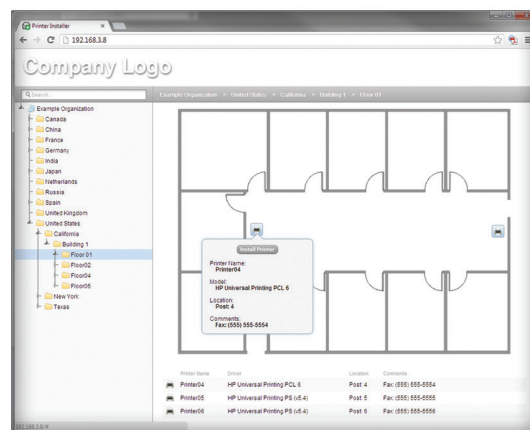 Printer Installer
192.168.3.8
Company Logo
Search...
Example Organization > United States > California > Building 1 > Floor 01
Example Organization
Canada
China
France
Germany
India
Japan
Netherlands
Russia
Spain
United Kingdom
United States
California
Building 1
Floor 01
Floor02
Floor04
Floor05
New York
Texas
Install Printer
Printer Name:
Printer04
Model:
HP Universal Printing PCL 6
Location:
Post: 4
Comments:
Fax: (555) 555-5554
Printer Name Driver Location Comments
Printer04 HP Universal Printing PCL 6 Post: 4 Fax: (555) 555-5554
Printer05 HP Universal Printing PS (v5.4) Post: 5 Fax: (555) 555-5555
Printer06 HP Universal Printing PS (v5.4) Post: 6 Fax: (555) 555-5556
192.168.3.8/#